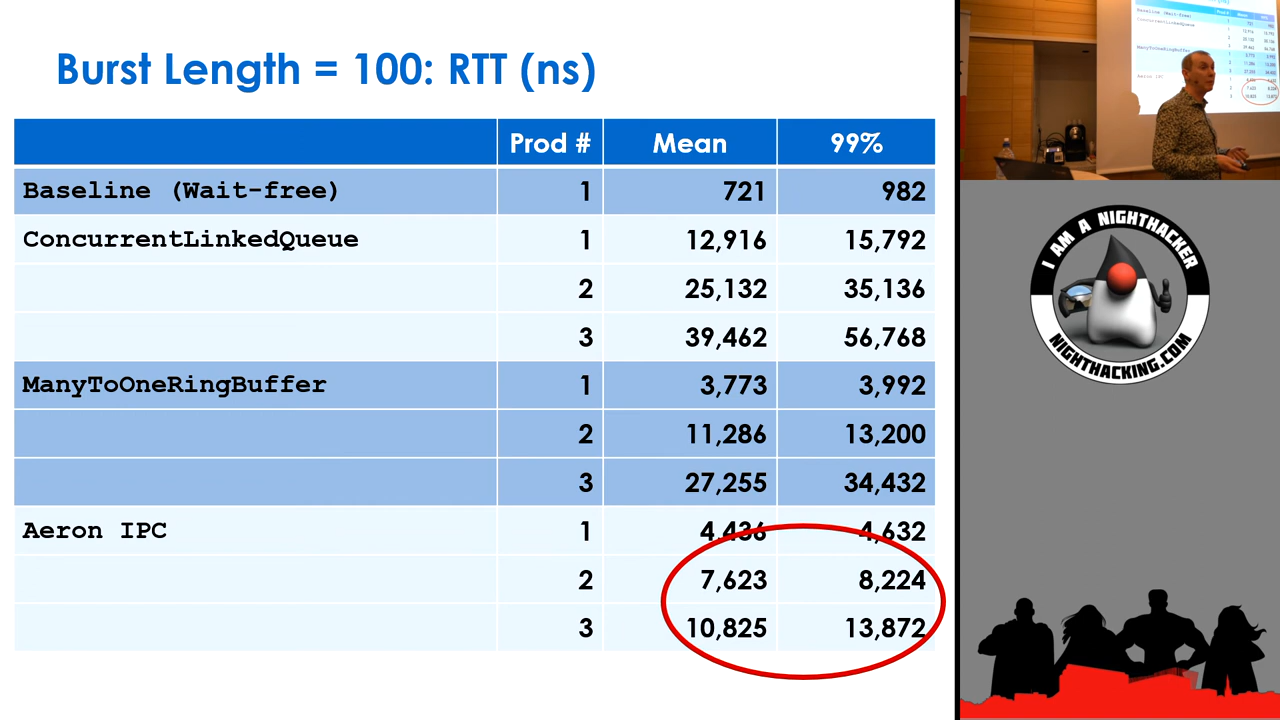 Burst Length = 100: RTT (ns)
Prod # Mean 99%
Baseline (Wait-free) 1 721 982
ConcurrentLinkedQueue 1 12,916 15,792
2 25,132 35,136
3 39,462 56,768
ManyToOneRingBuffer 1 3,773 3,992
2 11,286 13,200
3 27,255 34,432
Aeron IPC 1 4,436 4,632
2 7,623 8,224
3 10,825 13,872
I AM A NIGHTHACKER
NIGHTHACKING.COM